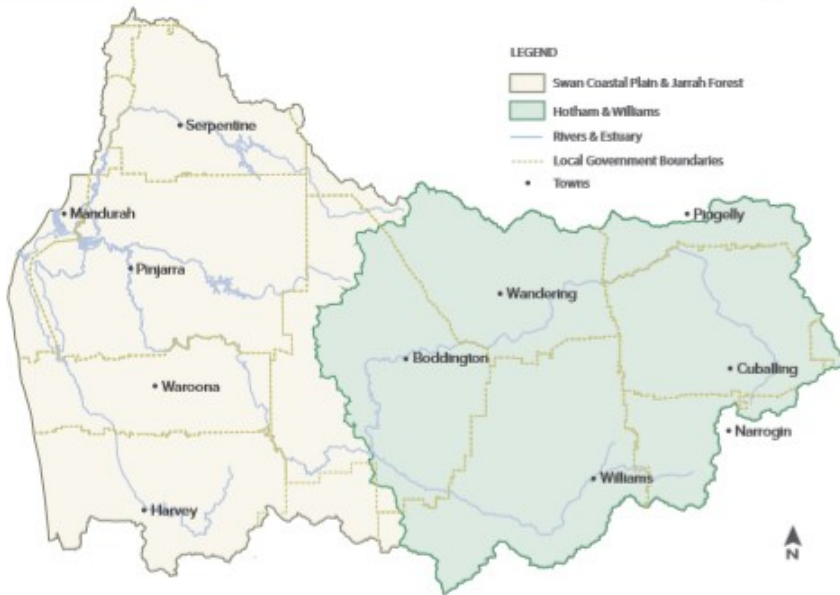 LEGEND
Swan Coastal Plain & Jarrah Forest
Hotham & Williams
Rivers & Estuary
Local Government Boundaries
Towns
Serpentine
Mandurah
Pingelly
Pinjarra
Wandering
Boddington
Cuballing
Waroona
Narrogin
Williams
Harvey
N